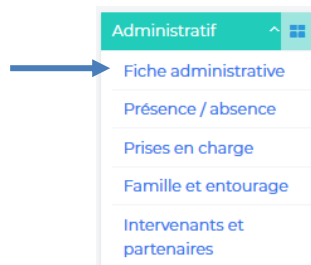 Administratif
Fiche administrative
Présence / absence
Prises en charge
Famille et entourage
Intervenants et
partenaires